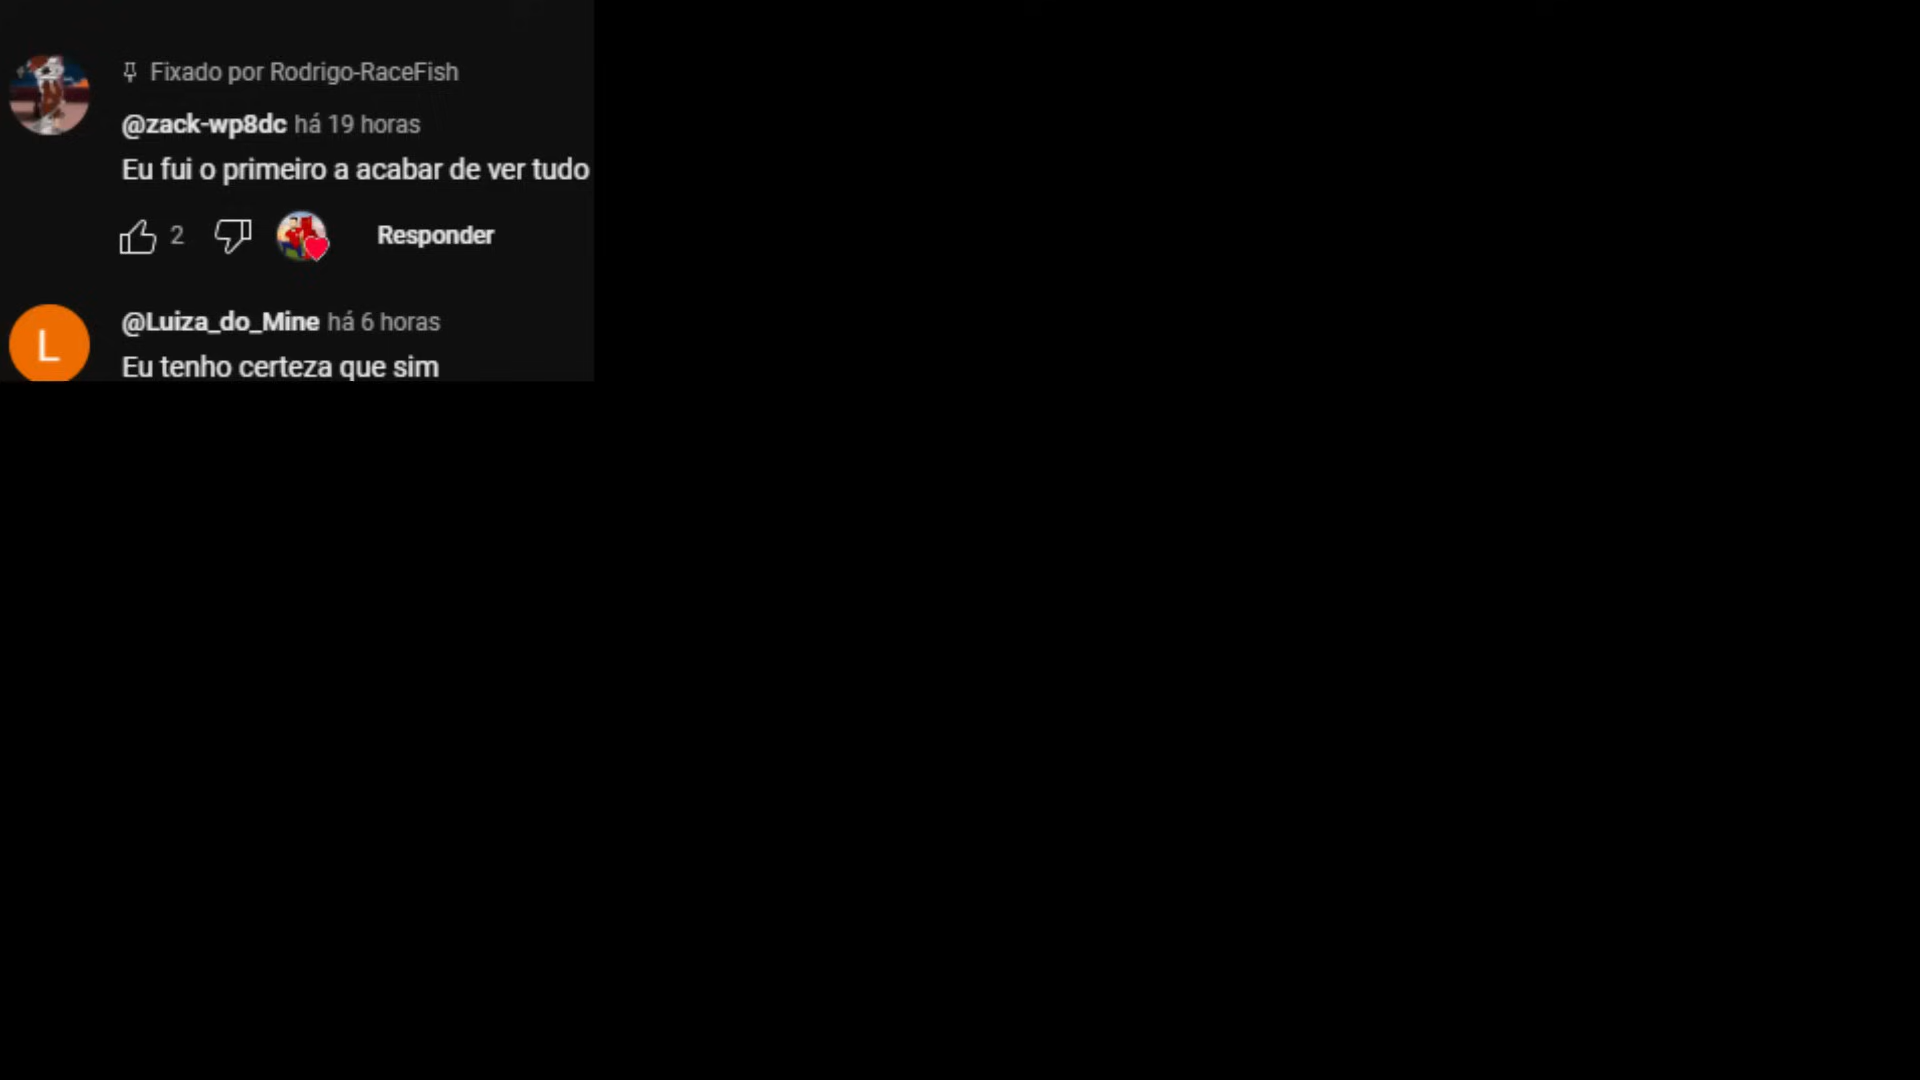 Fixado por Rodrigo-RaceFish
@zack-wp8dc há 19 horas
Eu fui o primeiro a acabar de ver tudo
2 Responder
L @Luiza_do_Mine há 6 horas
Eu tenho certeza que sim